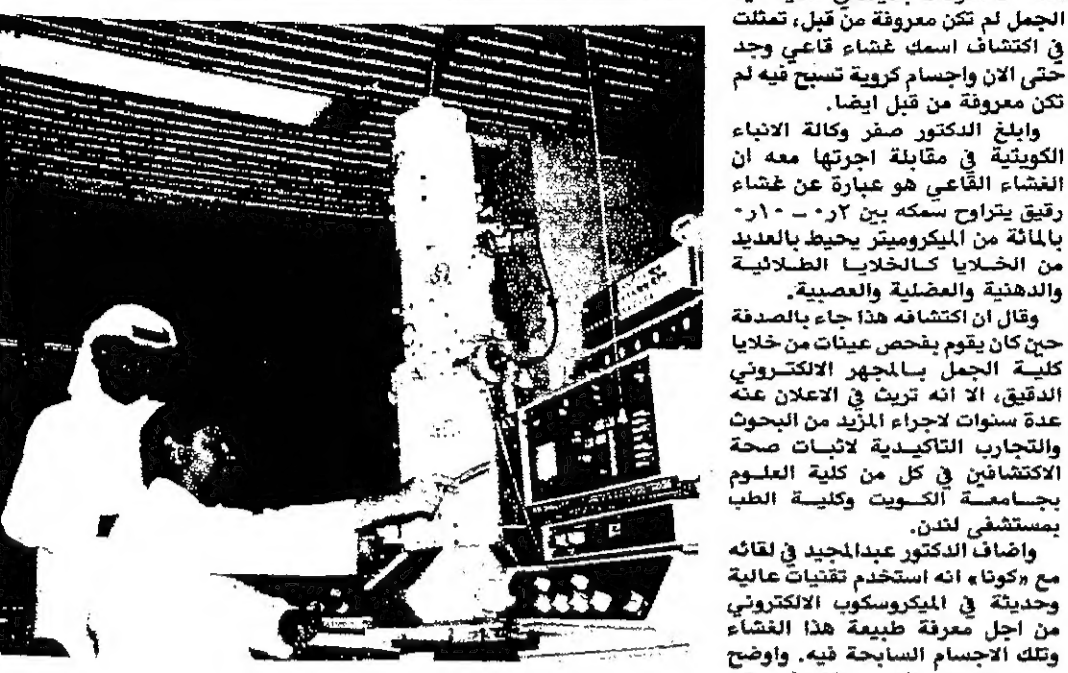 الجمل لم تكن معروفة من قبل، تمثلت
في اكتشاف اسمك غشاء قاعي وجد
حتى الان واجسام كروية تسبح فيه لم
تكن معروفة من قبل ايضا.
وابلغ الدكتور صفر وكالة الانباء
الكويتية في مقابلة اجرتها معه ان
الغشاء القاعي هو عبارة عن غشاء
رقيق يتراوح سمكه بين ٢ر٠ ــ ١٠ر٠
بالمائة من الميكروميتر يحيط بالعديد
من الخلايا كالخلايا الطلائية
والدهنية والعضلية والعصبية.
وقال ان اكتشافه هذا جاء بالصدفة
حين كان يقوم بفحص عينات من خلايا
كلية الجمل بالمجهر الالكتروني
الدقيق، الا انه تريث في الاعلان عنه
عدة سنوات لاجراء المزيد من البحوث
والتجارب التاكيدية لاثبات صحة
الاكتشافين في كل من كلية العلوم
بجامعة الكويت وكلية الطب
بمستشفى لندن.
واضاف الدكتور عبدالمجيد في لقائه
مع «كونا» انه استخدم تقنيات عالية
وحديثة في الميكروسكوب الالكتروني
من اجل معرفة طبيعة هذا الغشاء
وتلك الاجسام السابحة فيه. واوضح